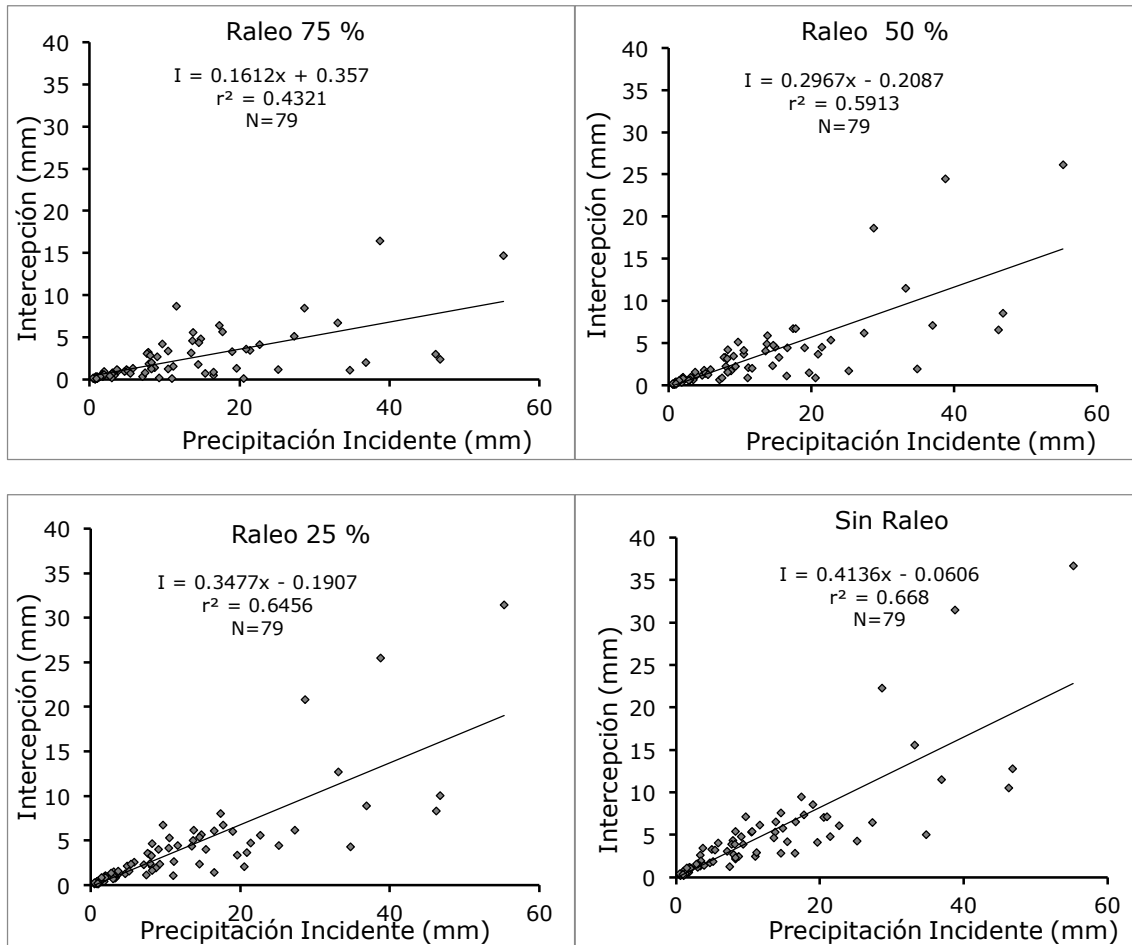 Raleo 75 %
I = 0.1612x + 0.357
r² = 0.4321
N=79
Intercepción (mm)
40
35
30
25
20
15
10
5
0
0 20 40 60
Precipitación Incidente (mm)
Raleo 50 %
I = 0.2967x - 0.2087
r² = 0.5913
N=79
Intercepción (mm)
40
35
30
25
20
15
10
5
0
0 20 40 60
Precipitación Incidente (mm)
Raleo 25 %
I = 0.3477x - 0.1907
r² = 0.6456
N=79
Intercepción (mm)
40
35
30
25
20
15
10
5
0
0 20 40 60
Precipitación Incidente (mm)
Sin Raleo
I = 0.4136x - 0.0606
r² = 0.668
N=79
Intercepción (mm)
40
35
30
25
20
15
10
5
0
0 20 40 60
Precipitación Incidente (mm)